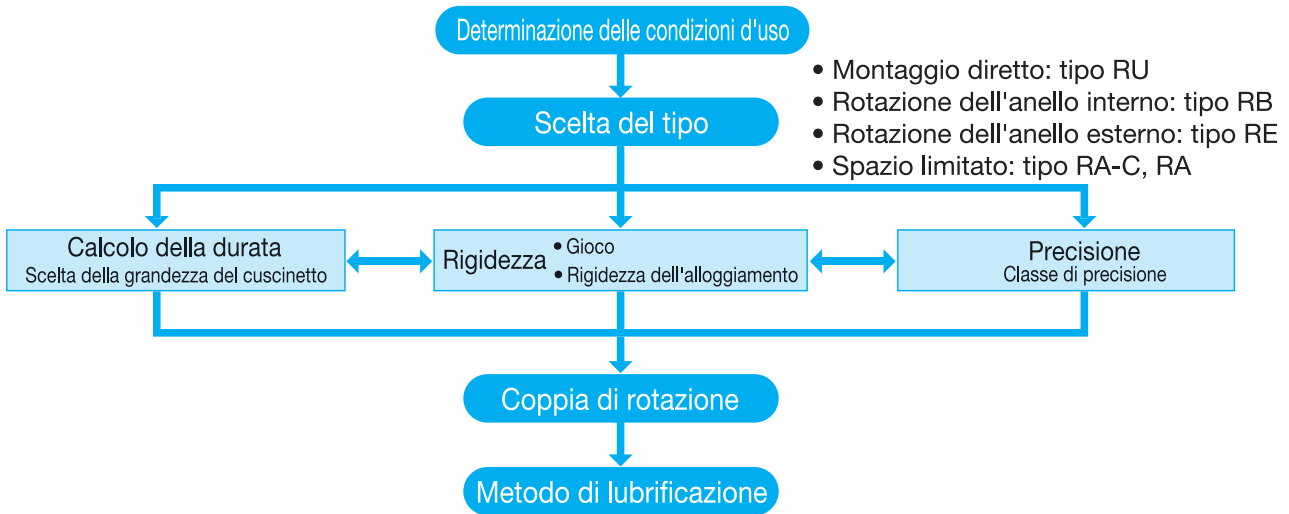 Determinazione delle condizioni d'uso
Scelta del tipo
• Montaggio diretto: tipo RU
• Rotazione dell'anello interno: tipo RB
• Rotazione dell'anello esterno: tipo RE
• Spazio limitato: tipo RA-C, RA
Calcolo della durata
Scelta della grandezza del cuscinetto
Rigidezza
• Gioco
• Rigidezza dell'alloggiamento
Precisione
Classe di precisione
Coppia di rotazione
Metodo di lubrificazione